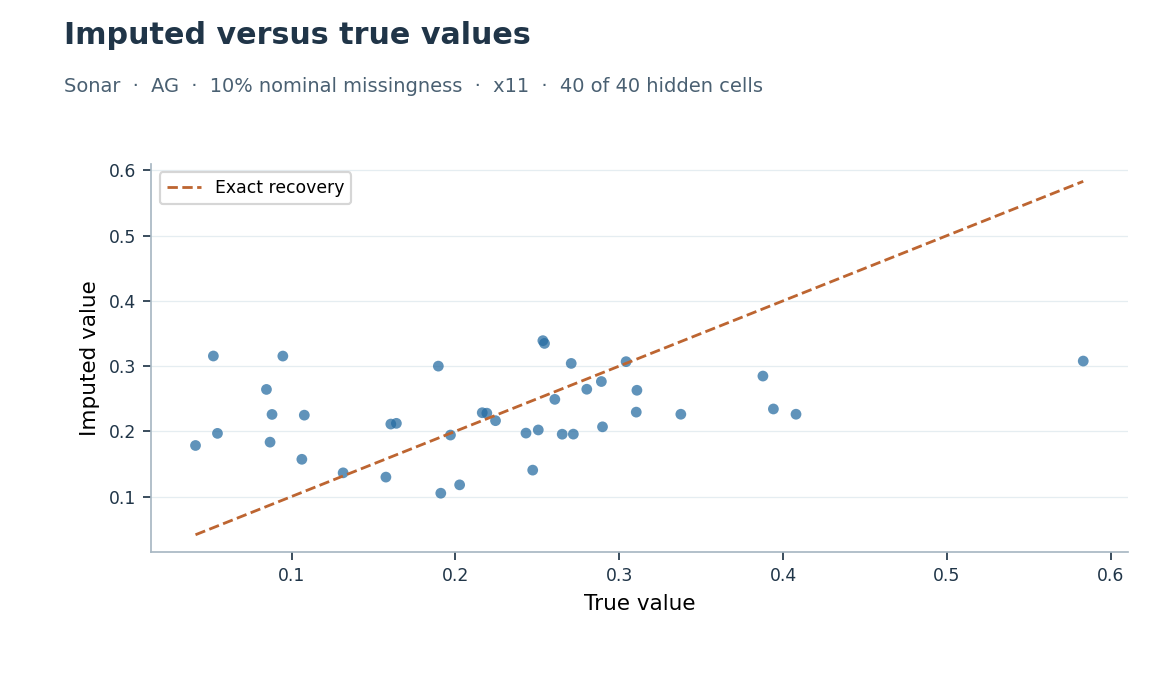 Imputed versus true values
Sonar · AG · 10% nominal missingness · x11 · 40 of 40 hidden cells
Exact recovery
Imputed value
0.6
0.5
0.4
0.3
0.2
0.1
0.1 0.2 0.3 0.4 0.5 0.6
True value